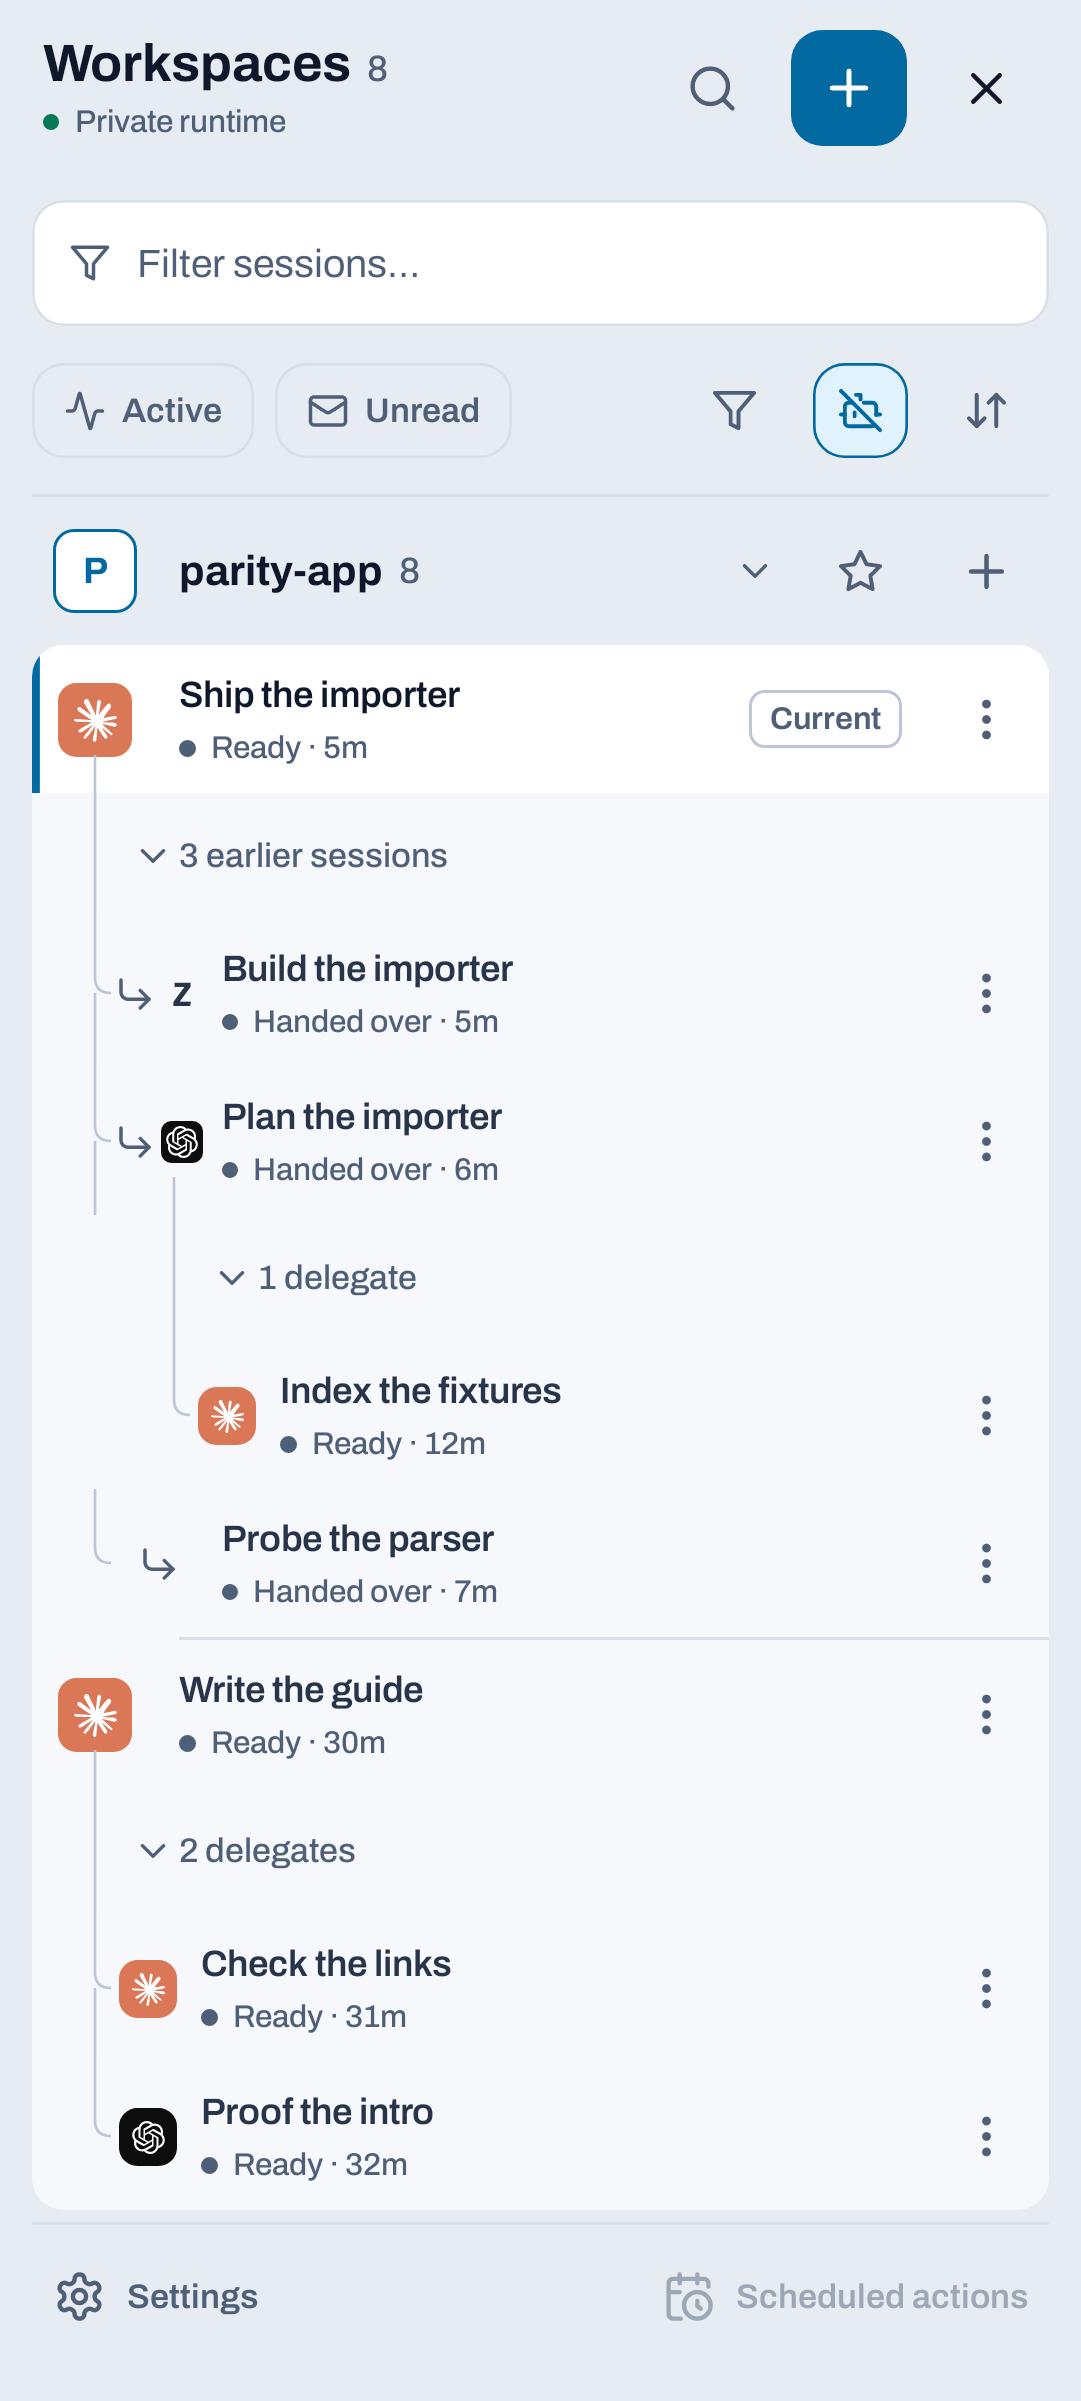 Workspaces 8
Private runtime
Filter sessions...
Active
Unread
P
parity-app 8
Ship the importer
Current
Ready · 5m
3 earlier sessions
Build the importer
Z
Handed over · 5m
Plan the importer
Handed over · 6m
1 delegate
Index the fixtures
Ready · 12m
Probe the parser
Handed over · 7m
Write the guide
Ready · 30m
2 delegates
Check the links
Ready · 31m
Proof the intro
Ready · 32m
Settings
Scheduled actions